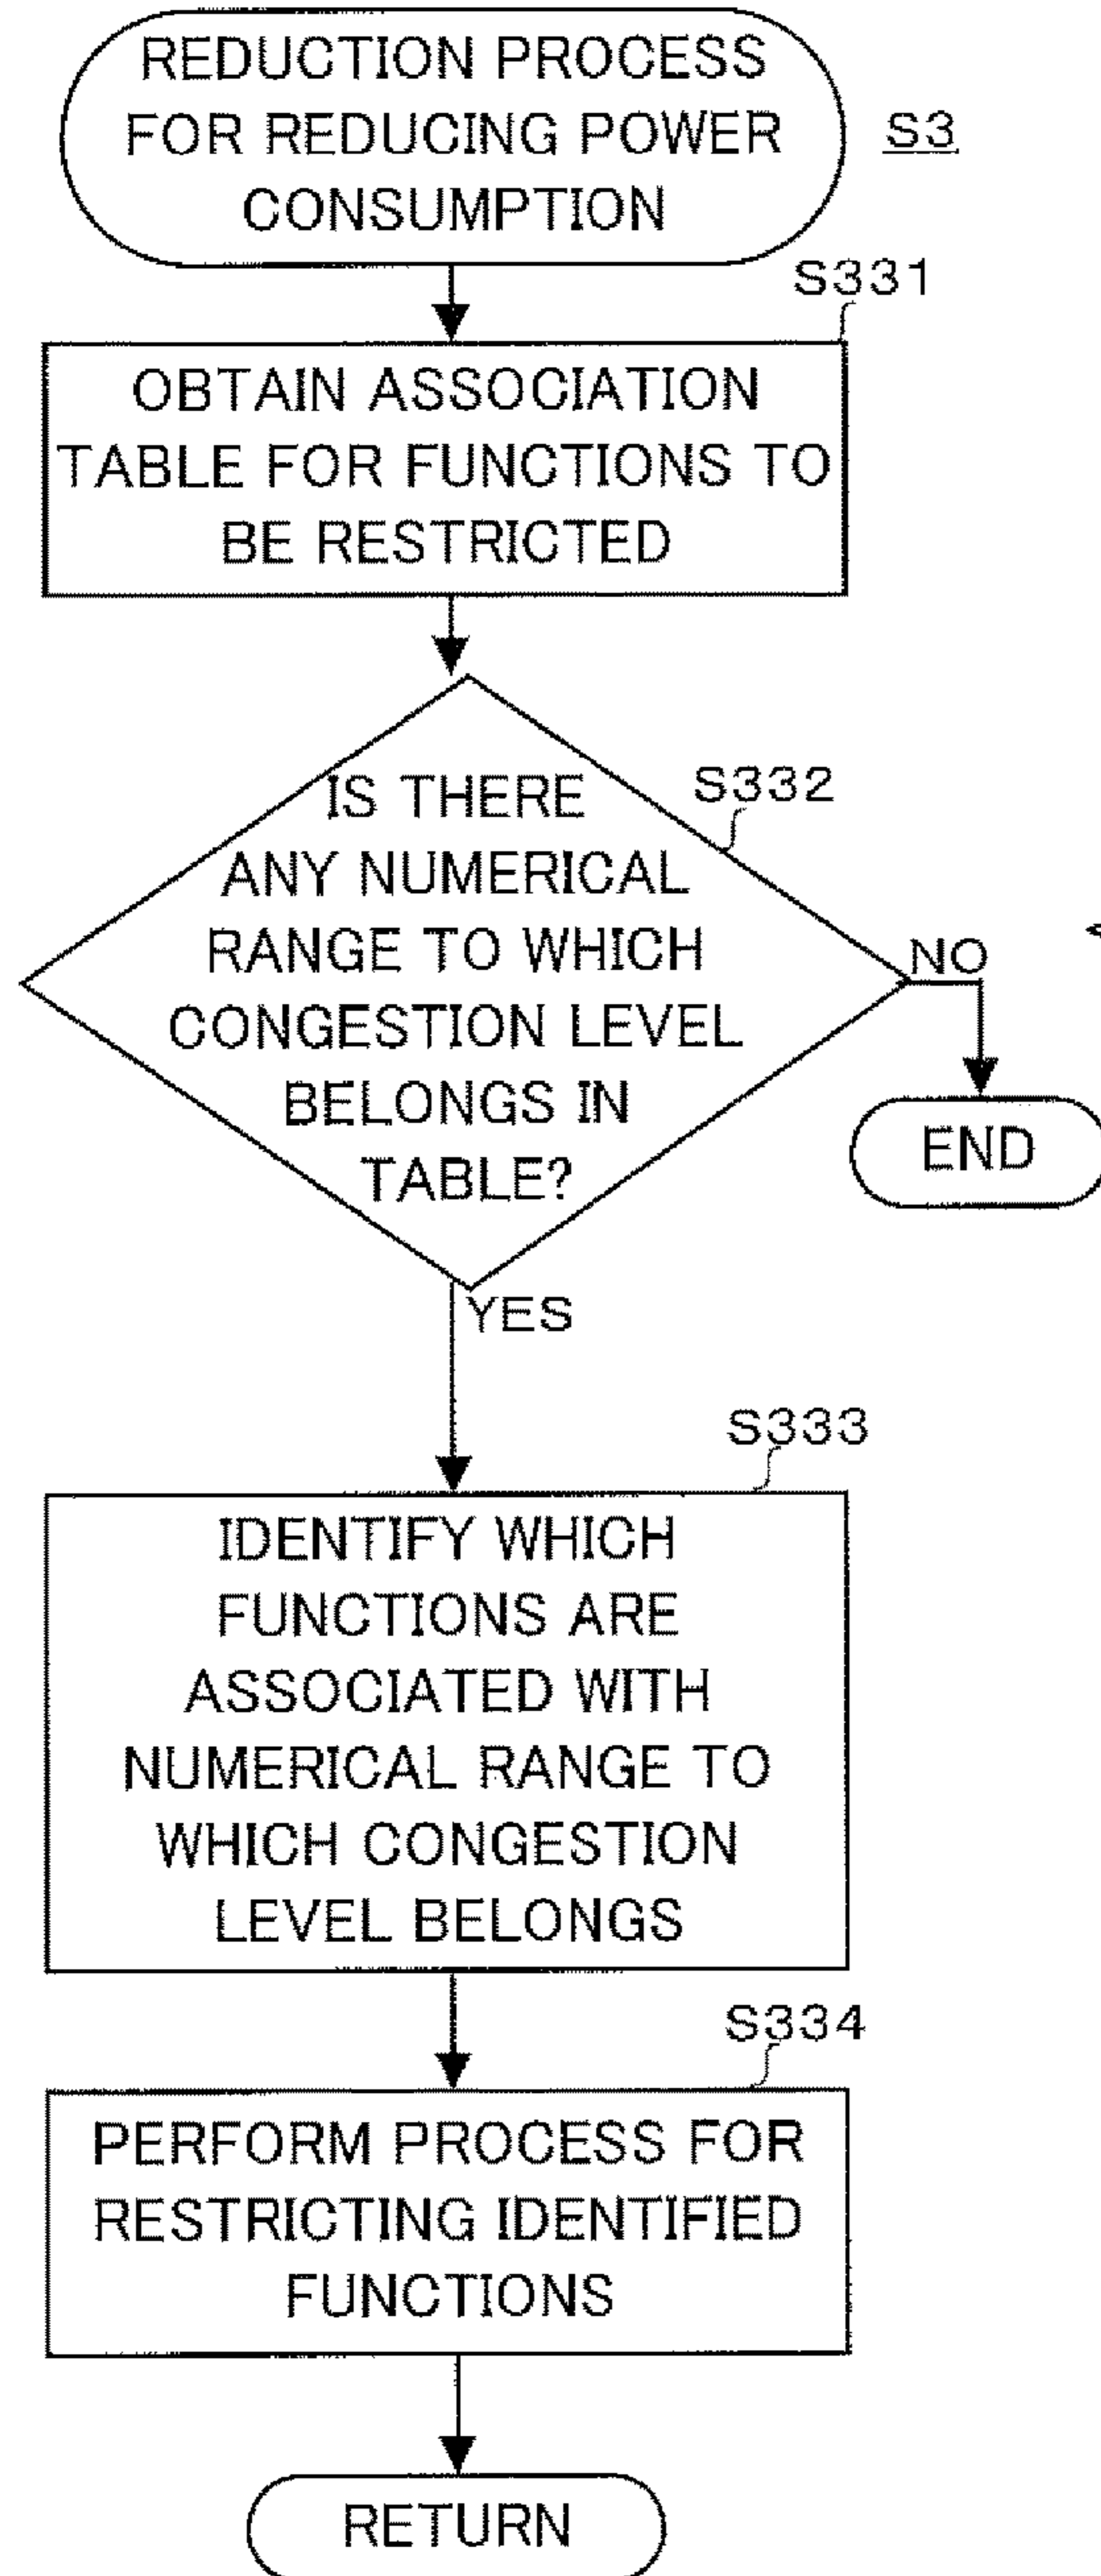 REDUCTION PROCESS
FOR REDUCING POWER
CONSUMPTION
S3
S331
OBTAIN ASSOCIATION
TABLE FOR FUNCTIONS TO
BE RESTRICTED
S332
IS THERE
ANY NUMERICAL
RANGE TO WHICH
CONGESTION LEVEL
BELONGS IN
TABLE?
NO
END
YES
S333
IDENTIFY WHICH
FUNCTIONS ARE
ASSOCIATED WITH
NUMERICAL RANGE TO
WHICH CONGESTION
LEVEL BELONGS
S334
PERFORM PROCESS FOR
RESTRICTING IDENTIFIED
FUNCTIONS
RETURN